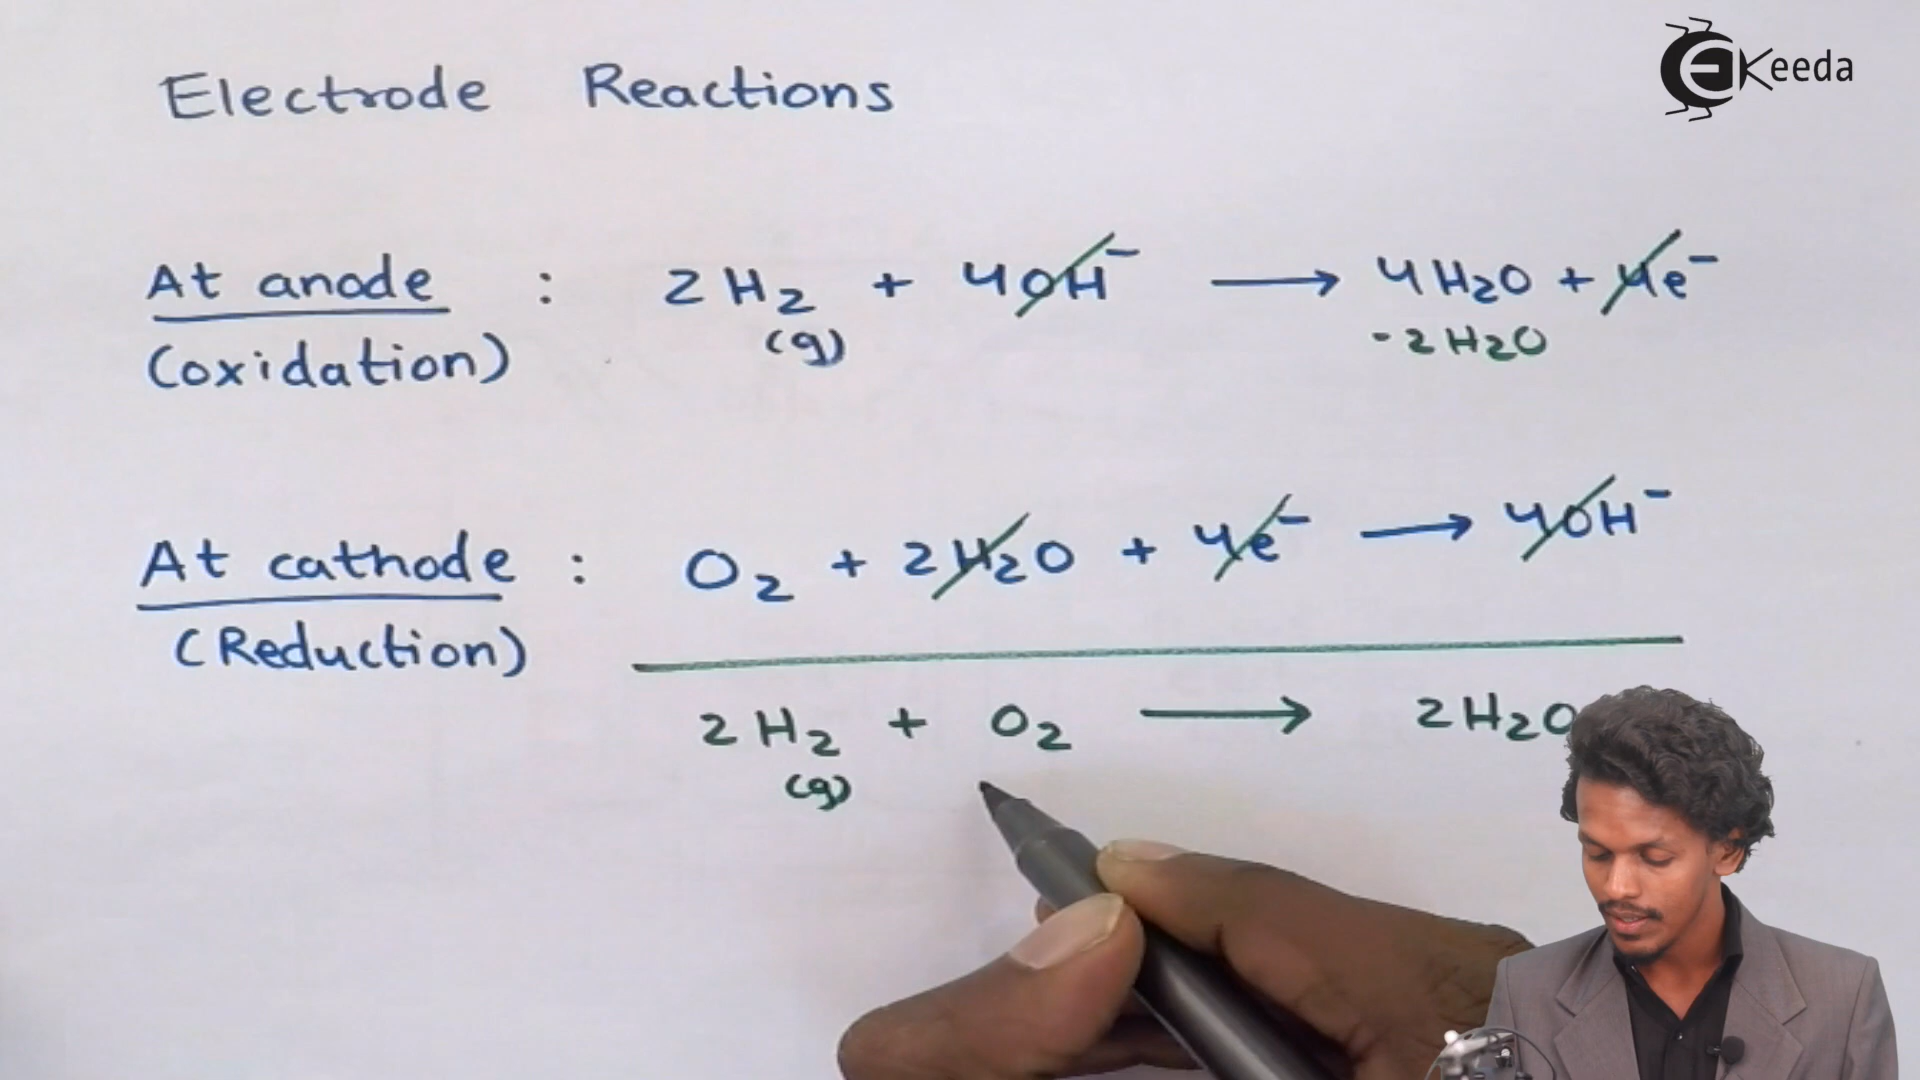 EKeeda
Electrode Reactions
At anode : 2H₂ + 4OH⁻ ⟶ 4H₂O + 4e⁻
(g) -2H₂O
(oxidation)
At cathode : O₂ + 2H₂O + 4e⁻ ⟶ 4OH⁻
(Reduction)
2H₂ + O₂ ⟶ 2H₂O
(g)